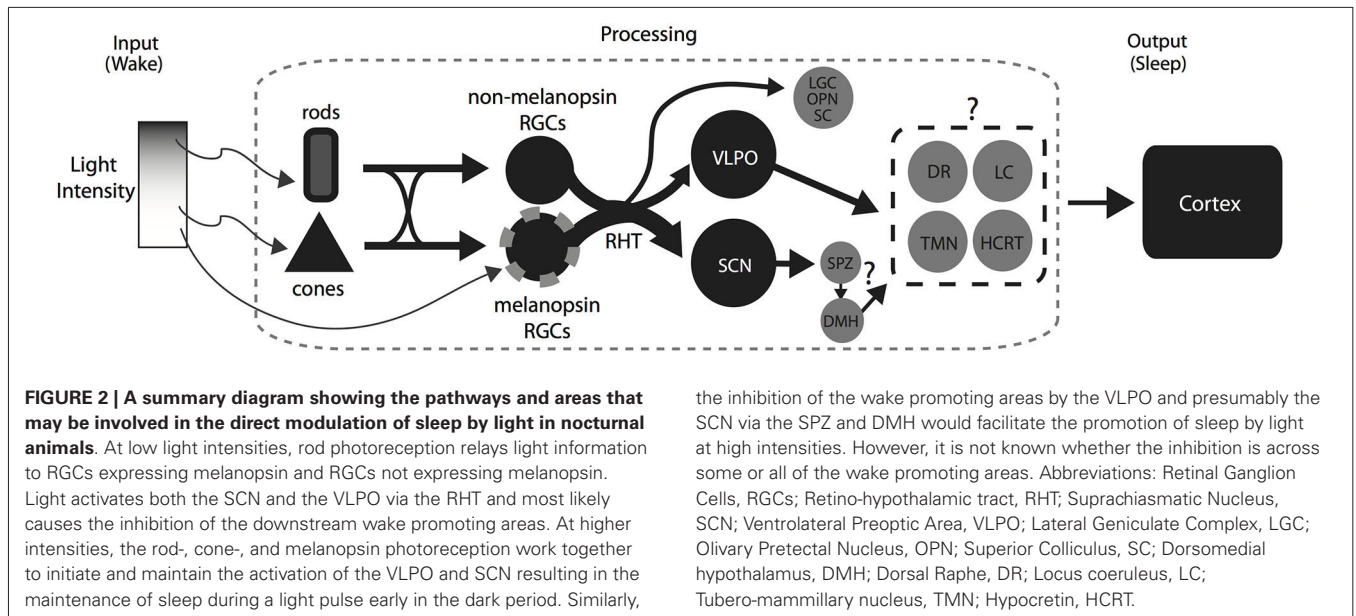 Input
(Wake)
Processing
Output
(Sleep)
Light
Intensity
rods
cones
non-melanopsin
RGCs
melanopsin
RGCs
RHT
LGC
OPN
SC
VLPO
SCN
SPZ
?
DMH
?
DR
LC
TMN
HCRT
Cortex
FIGURE 2 | A summary diagram showing the pathways and areas that
may be involved in the direct modulation of sleep by light in nocturnal
animals. At low light intensities, rod photoreception relays light information
to RGCs expressing melanopsin and RGCs not expressing melanopsin.
Light activates both the SCN and the VLPO via the RHT and most likely
causes the inhibition of the downstream wake promoting areas. At higher
intensities, the rod-, cone-, and melanopsin photoreception work together
to initiate and maintain the activation of the VLPO and SCN resulting in the
maintenance of sleep during a light pulse early in the dark period. Similarly,
the inhibition of the wake promoting areas by the VLPO and presumably the
SCN via the SPZ and DMH would facilitate the promotion of sleep by light
at high intensities. However, it is not known whether the inhibition is across
some or all of the wake promoting areas. Abbreviations: Retinal Ganglion
Cells, RGCs; Retino-hypothalamic tract, RHT; Suprachiasmatic Nucleus,
SCN; Ventrolateral Preoptic Area, VLPO; Lateral Geniculate Complex, LGC;
Olivary Pretectal Nucleus, OPN; Superior Colliculus, SC; Dorsomedial
hypothalamus, DMH; Dorsal Raphe, DR; Locus coeruleus, LC;
Tubero-mammillary nucleus, TMN; Hypocretin, HCRT.